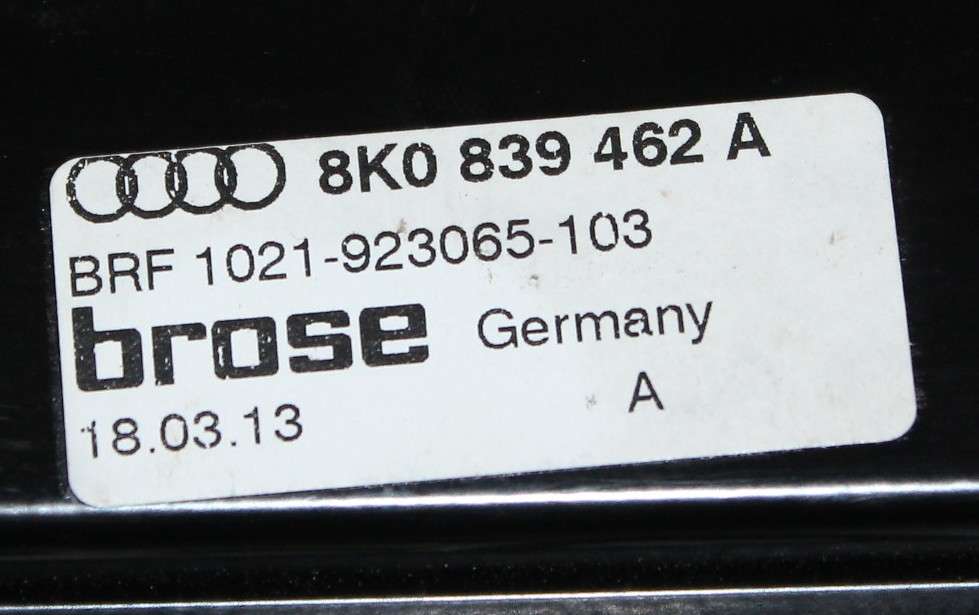 8K0 839 462 A
BRF 1021-923065-103
brose Germany
18.03.13 A